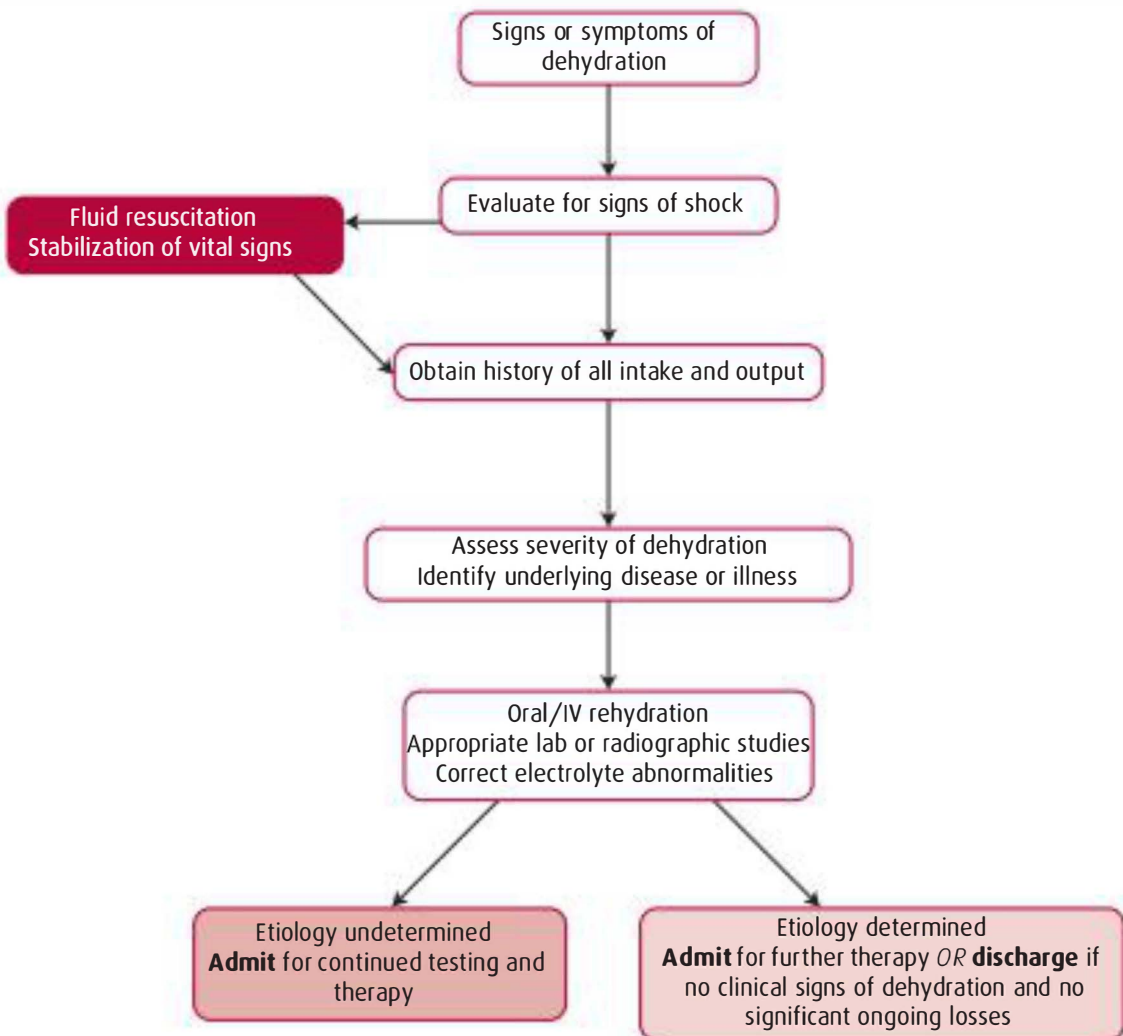 Signs or symptoms of
dehydration
Evaluate for signs of shock
Fluid resuscitation
Stabilization of vital signs
Obtain history of all intake and output
Assess severity of dehydration
Identify underlying disease or illness
Oral/IV rehydration
Appropriate lab or radiographic studies
Correct electrolyte abnormalities
Etiology undetermined
Admit for continued testing and
therapy
Etiology determined
Admit for further therapy OR discharge if
no clinical signs of dehydration and no
significant ongoing losses